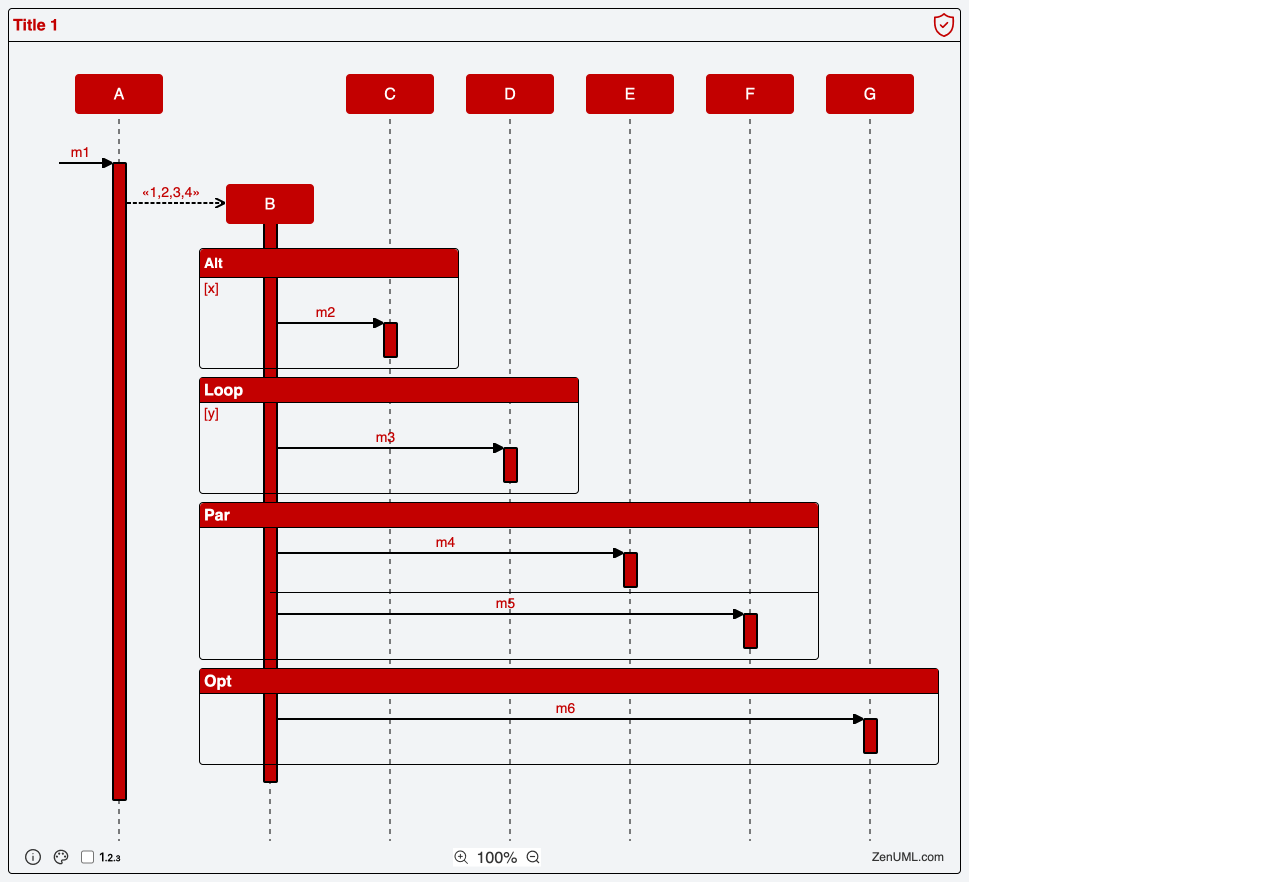 Title 1
A
C
D
E
F
G
m1
«1,2,3,4»
B
Alt
[x]
m2
Loop
[y]
m3
Par
m4
m5
Opt
m6
1.2.3
100%
ZenUML.com